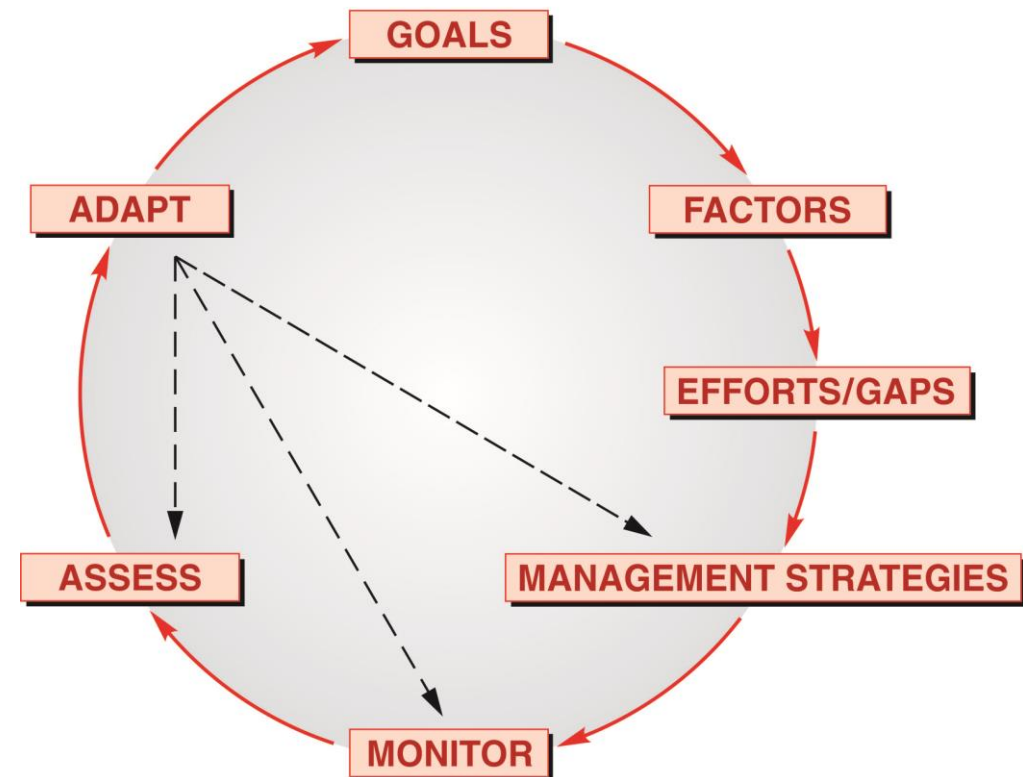 GOALS
ADAPT
FACTORS
EFFORTS/GAPS
ASSESS
MANAGEMENT STRATEGIES
MONITOR